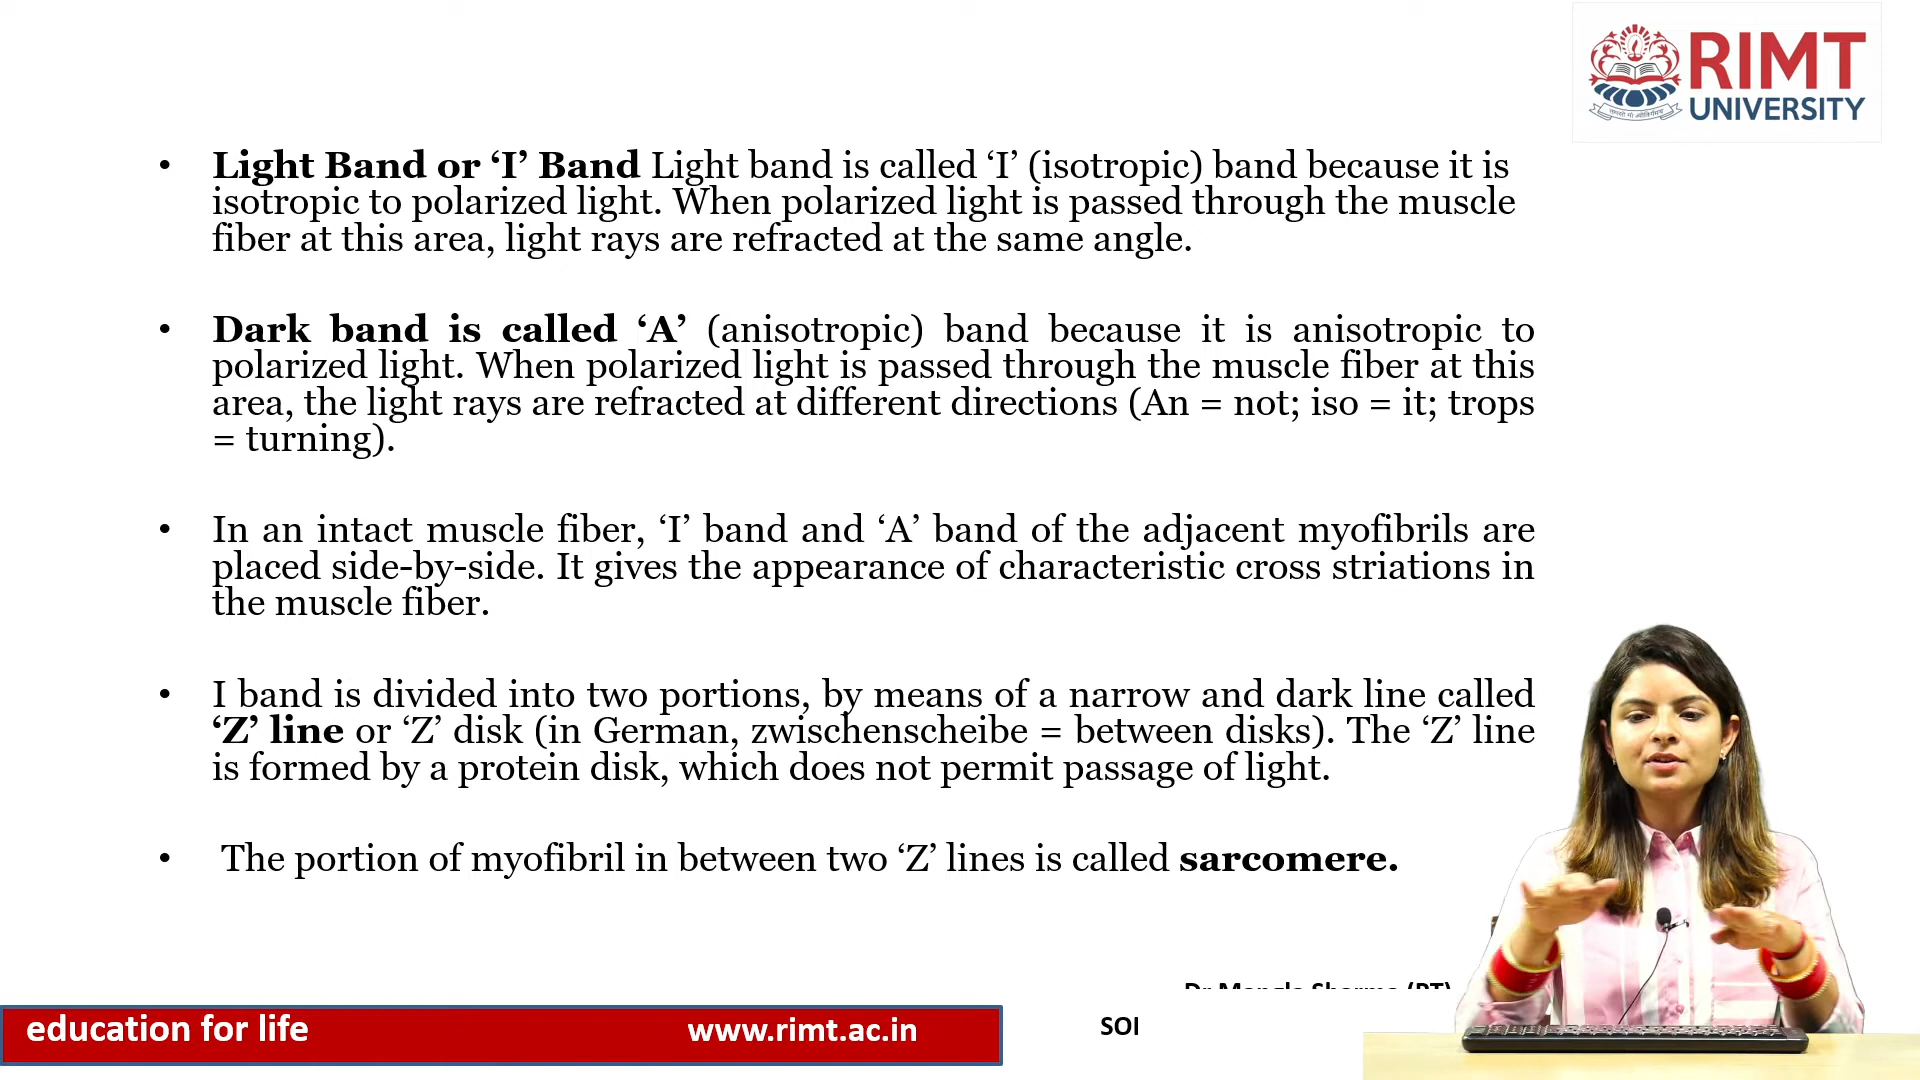 RIMT
UNIVERSITY
• Light Band or ‘I’ Band Light band is called ‘I’ (isotropic) band because it is
isotropic to polarized light. When polarized light is passed through the muscle
fiber at this area, light rays are refracted at the same angle.
• Dark band is called ‘A’ (anisotropic) band because it is anisotropic to
polarized light. When polarized light is passed through the muscle fiber at this
area, the light rays are refracted at different directions (An = not; iso = it; trops
= turning).
• In an intact muscle fiber, ‘I’ band and ‘A’ band of the adjacent myofibrils are
placed side-by-side. It gives the appearance of characteristic cross striations in
the muscle fiber.
• I band is divided into two portions, by means of a narrow and dark line called
‘Z’ line or ‘Z’ disk (in German, zwischenscheibe = between disks). The ‘Z’ line
is formed by a protein disk, which does not permit passage of light.
• The portion of myofibril in between two ‘Z’ lines is called sarcomere.
Dr Mangla Sharma (PT)
education for life
www.rimt.ac.in
SOI